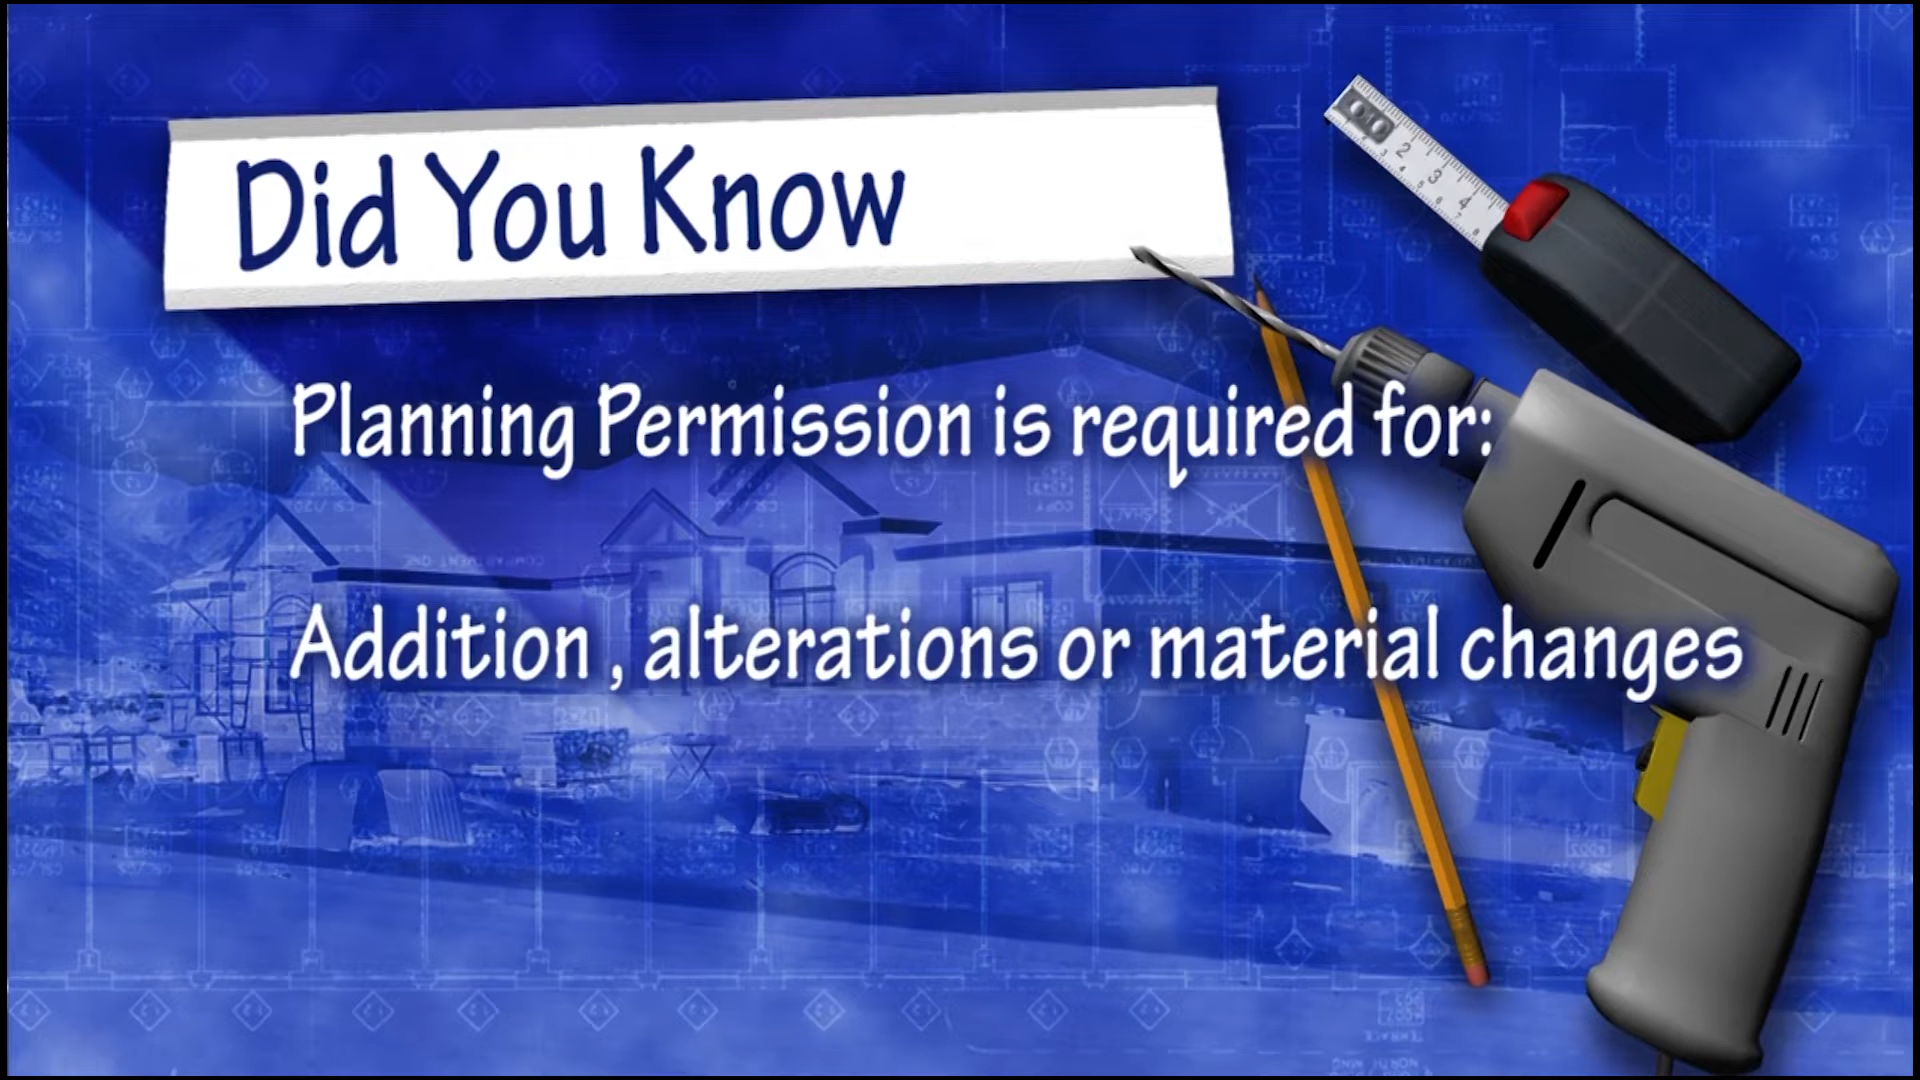 Did You Know
Planning Permission is required for:
Addition , alterations or material changes